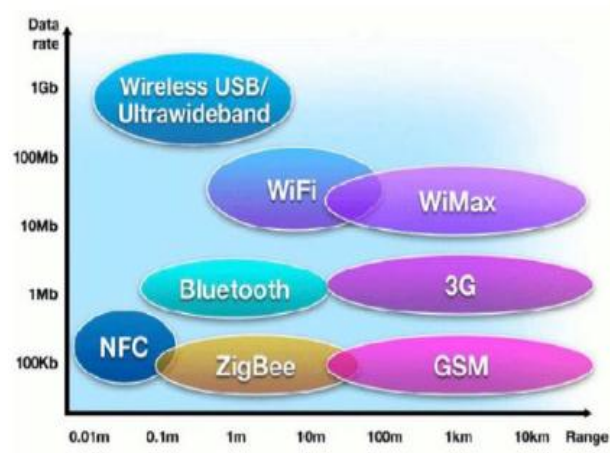 Data
rate
1Gb
Wireless USB/
Ultrawideband
100Mb
WiFi
WiMax
10Mb
Bluetooth
3G
1Mb
NFC
ZigBee
GSM
100Kb
0.01m 0.1m 1m 10m 100m 1km 10km Range